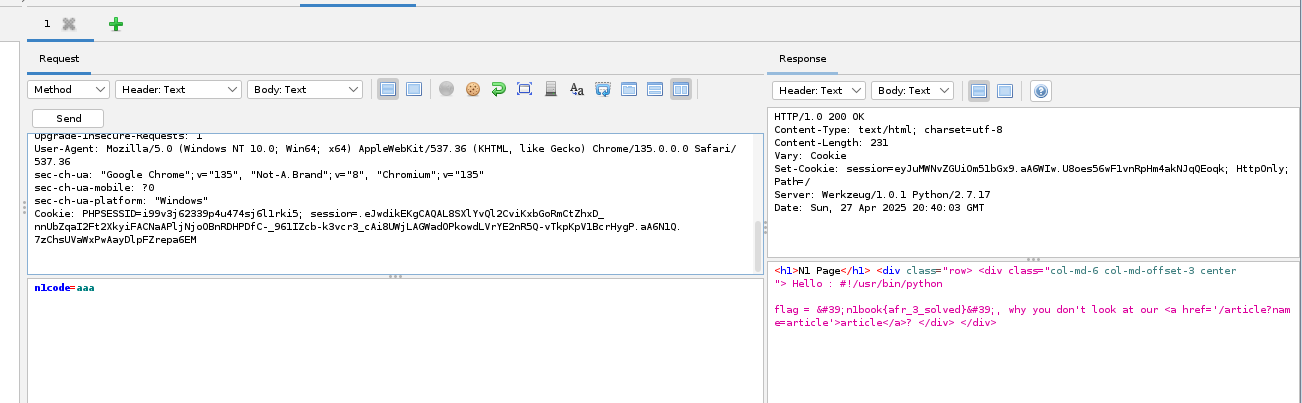 1
Request
Response
Method
Header: Text
Body: Text
Header: Text
Body: Text
Send
Upgrade-Insecure-Requests: 1
User-Agent: Mozilla/5.0 (Windows NT 10.0; Win64; x64) AppleWebKit/537.36 (KHTML, like Gecko) Chrome/135.0.0.0 Safari/
537.36
sec-ch-ua: "Google Chrome";v="135", "Not-A.Brand";v="8", "Chromium";v="135"
sec-ch-ua-mobile: ?0
sec-ch-ua-platform: "Windows"
Cookie: PHPSESSID=i99v3j62339p4u474sj6l1rki5; session=.eJwdikEKgCAQAL8SXlYvQl2CviKxbGoRmCtZhxD_
nnUbZqaI2Ft2XkyiFACNaAPljNjoOBnRDHPDfC-_961IZcb-k3vcr3_cAi8UWjLAGWadOPkowdLVrYE2nR5Q-vTkpKpV1BcrHygP.aA6N1Q.
7zChsUVaWxPwAayDlpFZrepa6EM
n1code=aaa
HTTP/1.0 200 OK
Content-Type: text/html; charset=utf-8
Content-Length: 231
Vary: Cookie
Set-Cookie: session=eyJuMWNvZGUiOm51bGx9.aA6WIw.U8oes56wF1vnRpHm4akNJqQEoqk; HttpOnly;
Path=/
Server: Werkzeug/1.0.1 Python/2.7.17
Date: Sun, 27 Apr 2025 20:40:03 GMT
<h1>N1 Page</h1> <div class="row> <div class="col-md-6 col-md-offset-3 center
"> Hello : #!/usr/bin/python
flag = &#39;n1book{afr_3_solved}&#39;, why you don't look at our <a href='/article?nam
e=article'>article</a>? </div> </div>